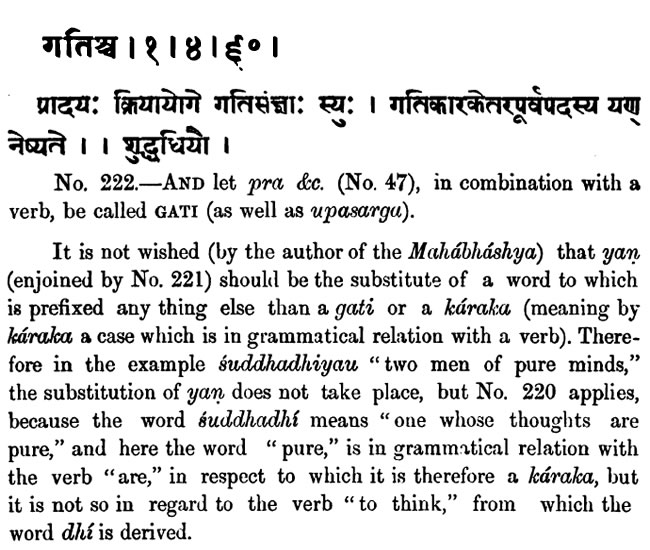 गतिश्च । १ । ४ । ६० ।
प्रादयः क्रियायोगे गतिसंज्ञाः स्युः । गतिकारकेतरपूर्वपदस्य यण्
नेष्यते । । शुद्धधियौ ।
No. 222.—AND let pra &c. (No. 47), in combination with a
verb, be called GATI (as well as upasarga).
It is not wished (by the author of the Mahábháshya) that yaṇ
(enjoined by No. 221) should be the substitute of a word to which
is prefixed any thing else than a gati or a káraka (meaning by
káraka a case which is in grammatical relation with a verb). There-
fore in the example śuddhadhiyau “two men of pure minds,”
the substitution of yaṇ does not take place, but No. 220 applies,
because the word śuddhadhí means “one whose thoughts are
pure,” and here the word “pure,” is in grammatical relation with
the verb “are,” in respect to which it is therefore a káraka, but
it is not so in regard to the verb “to think,” from which the
word dhí is derived.